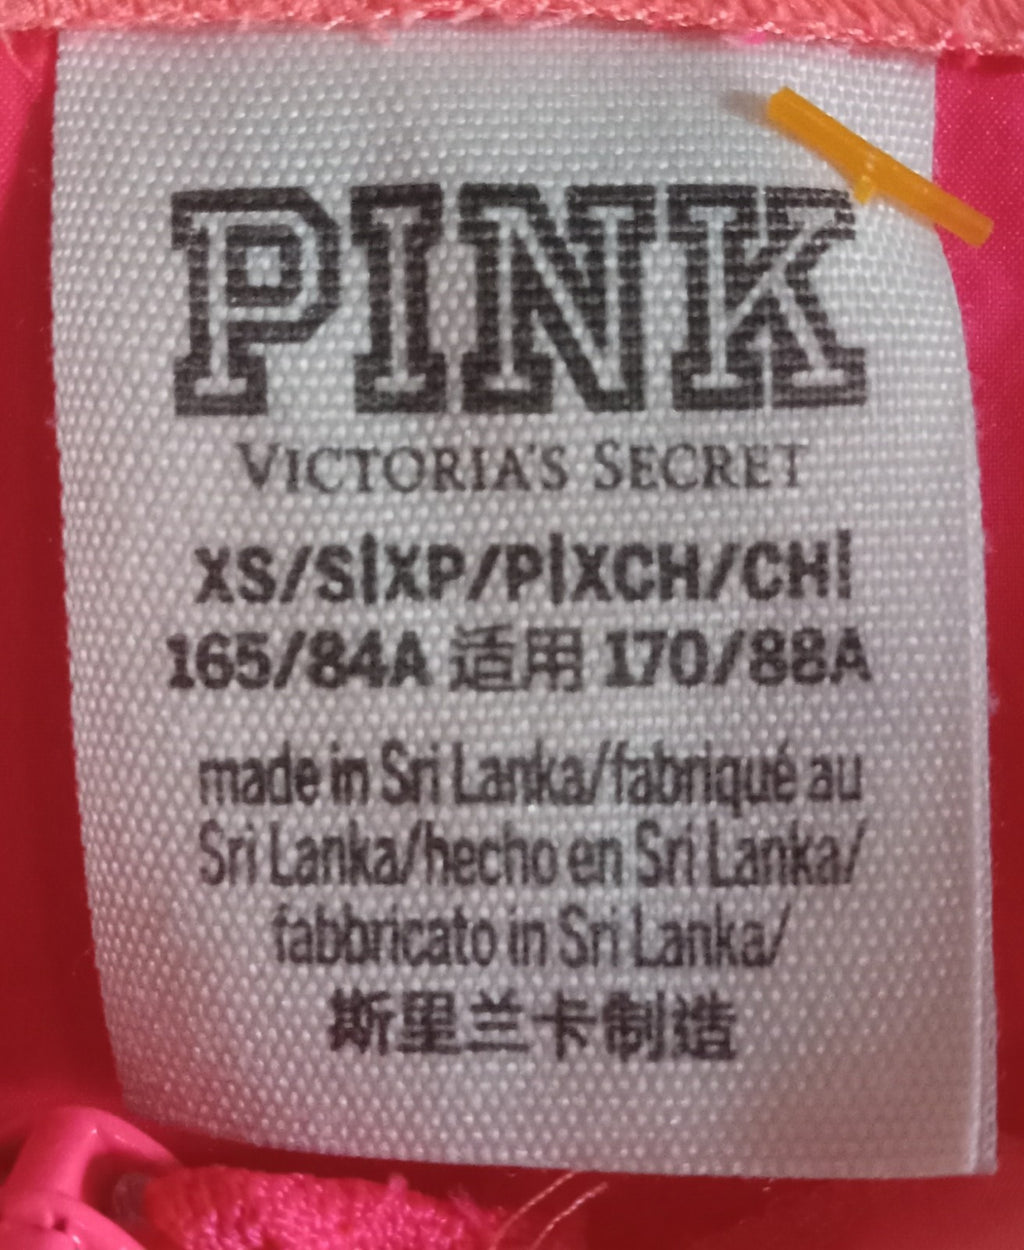 PINK
VICTORIA'S SECRET
XS/S|XP/P|XCH/CH|
165/84A 适用 170/88A
made in Sri Lanka/fabriqué au
Sri Lanka/hecho en Sri Lanka/
fabbricato in Sri Lanka/
斯里兰卡制造